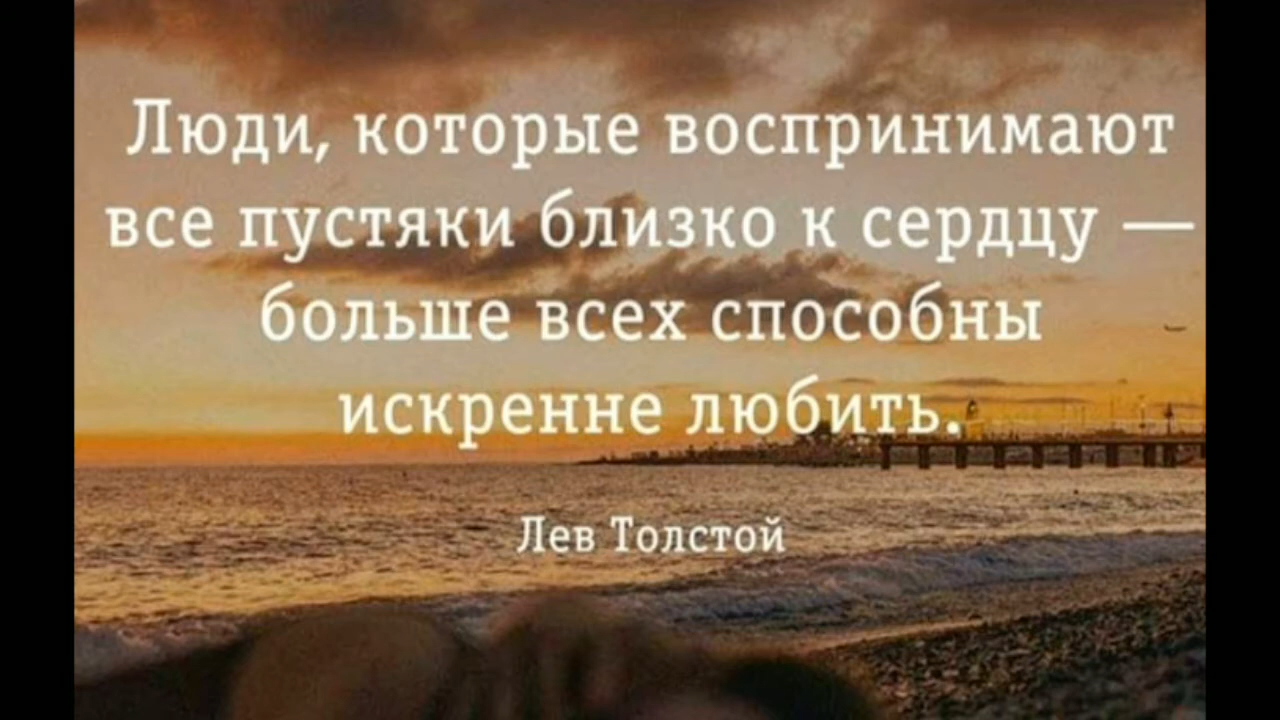 Люди, которые воспринимают
все пустяки близко к сердцу —
больше всех способны
искренне любить.
Лев Толстой